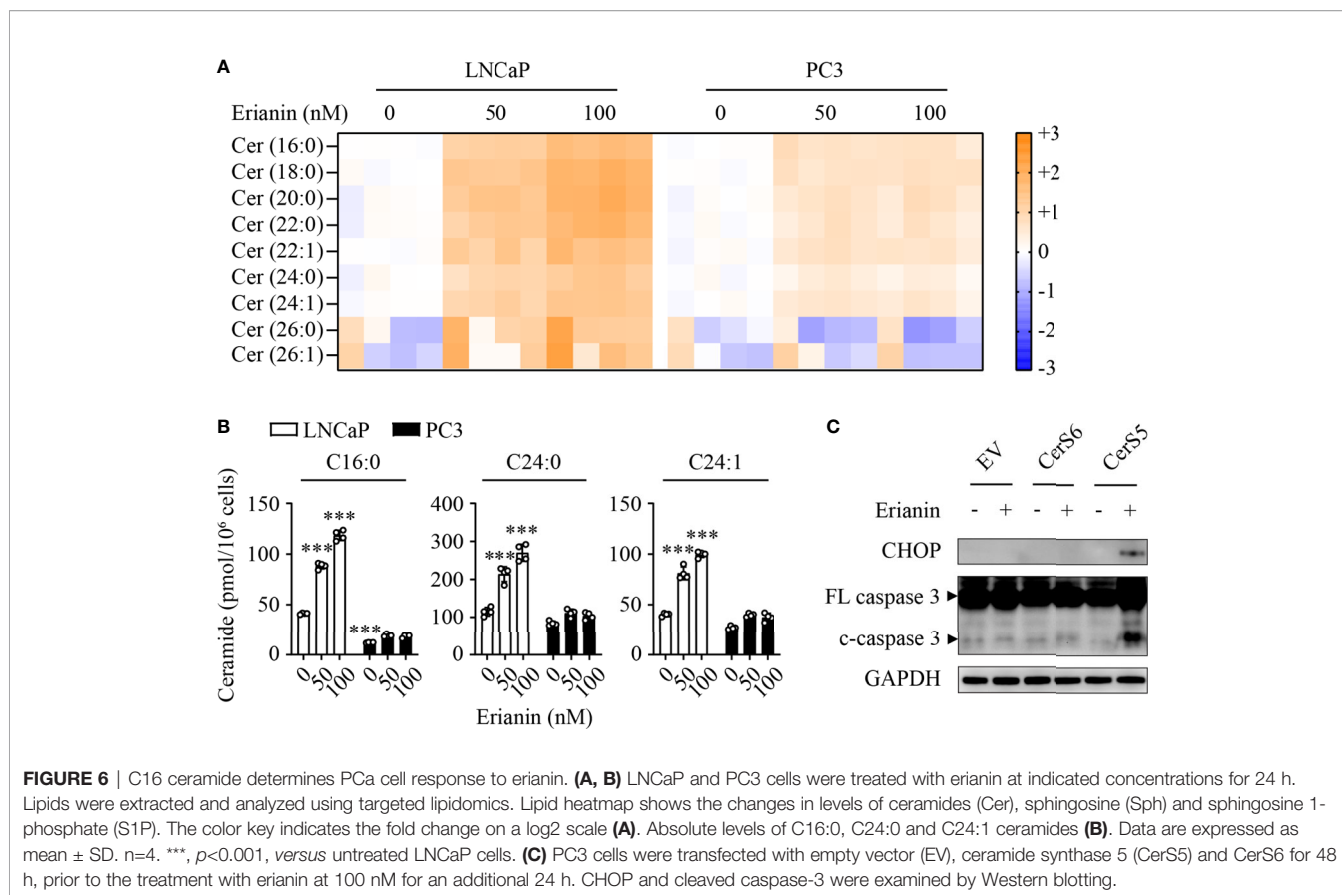 A
LNCaP PC3
Erianin (nM) 0 50 100 0 50 100
Cer (16:0)
Cer (18:0)
Cer (20:0)
Cer (22:0)
Cer (22:1)
Cer (24:0)
Cer (24:1)
Cer (26:0)
Cer (26:1)
+3
+2
+1
0
-1
-2
-3
B
LNCaP PC3
C16:0 C24:0 C24:1
Ceramide (pmol/10⁶ cells)
150
100
50
0
*** *** ***
0 50 100 0 50 100
400
300
200
100
0
*** ***
0 50 100 0 50 100
150
100
50
0
*** ***
0 50 100 0 50 100
Erianin (nM)
C
EV CerS6 CerS5
Erianin - + - + - +
CHOP
FL caspase 3
c-caspase 3
GAPDH
FIGURE 6 | C16 ceramide determines PCa cell response to erianin. (A, B) LNCaP and PC3 cells were treated with erianin at indicated concentrations for 24 h.
Lipids were extracted and analyzed using targeted lipidomics. Lipid heatmap shows the changes in levels of ceramides (Cer), sphingosine (Sph) and sphingosine 1-
phosphate (S1P). The color key indicates the fold change on a log2 scale (A). Absolute levels of C16:0, C24:0 and C24:1 ceramides (B). Data are expressed as
mean ± SD. n=4. ***, p<0.001, versus untreated LNCaP cells. (C) PC3 cells were transfected with empty vector (EV), ceramide synthase 5 (CerS5) and CerS6 for 48
h, prior to the treatment with erianin at 100 nM for an additional 24 h. CHOP and cleaved caspase-3 were examined by Western blotting.